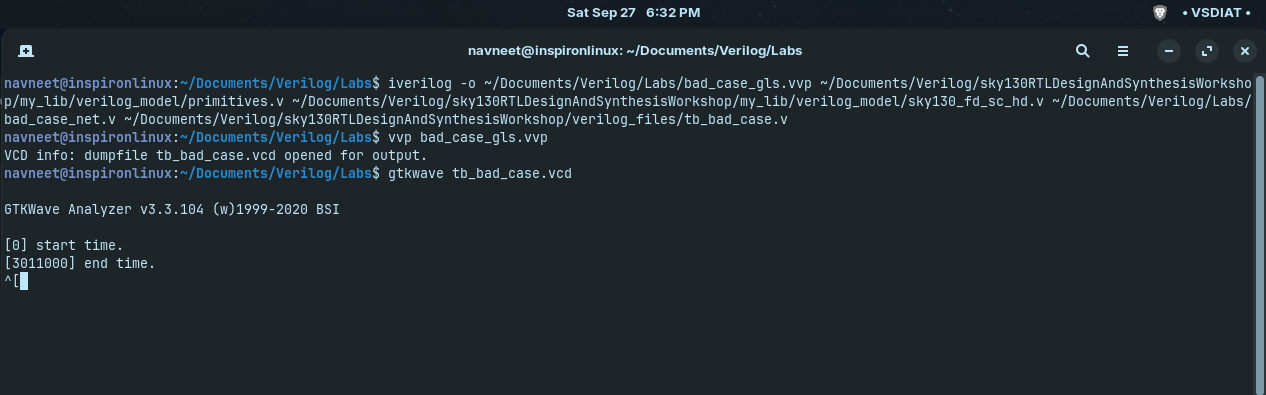 Sat Sep 27 6:32 PM
• VSDIAT •
navneet@inspironlinux: ~/Documents/Verilog/Labs
navneet@inspironlinux:~/Documents/Verilog/Labs$ iverilog -o ~/Documents/Verilog/Labs/bad_case_gls.vvp ~/Documents/Verilog/sky130RTLDesignAndSynthesisWorksho
p/my_lib/verilog_model/primitives.v ~/Documents/Verilog/sky130RTLDesignAndSynthesisWorkshop/my_lib/verilog_model/sky130_fd_sc_hd.v ~/Documents/Verilog/Labs/
bad_case_net.v ~/Documents/Verilog/sky130RTLDesignAndSynthesisWorkshop/verilog_files/tb_bad_case.v
navneet@inspironlinux:~/Documents/Verilog/Labs$ vvp bad_case_gls.vvp
VCD info: dumpfile tb_bad_case.vcd opened for output.
navneet@inspironlinux:~/Documents/Verilog/Labs$ gtkwave tb_bad_case.vcd
GTKWave Analyzer v3.3.104 (w)1999-2020 BSI
[0] start time.
[3011000] end time.
^[